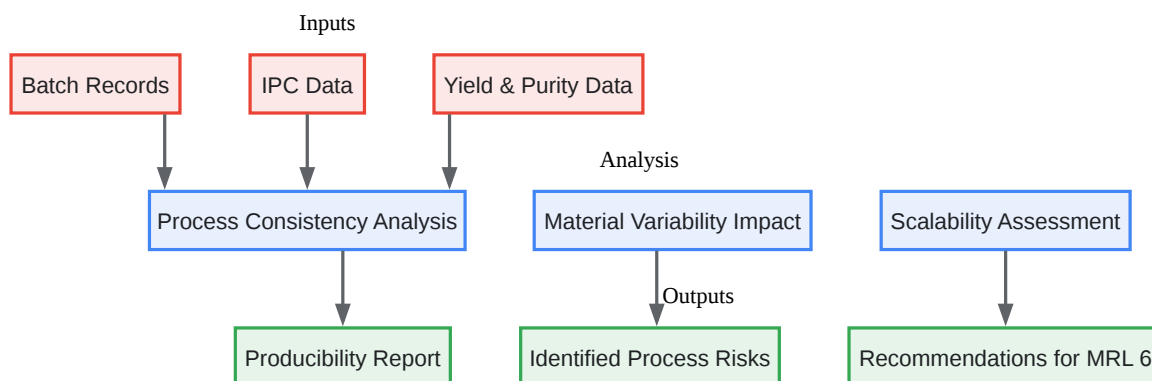 Inputs
Batch Records
IPC Data
Yield & Purity Data
Analysis
Process Consistency Analysis
Material Variability Impact
Scalability Assessment
Outputs
Producibility Report
Identified Process Risks
Recommendations for MRL 6